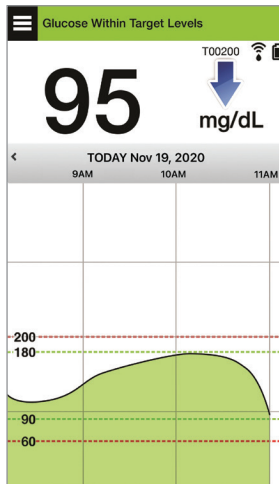 Glucose Within Target Levels
T00200
95
mg/dL
< TODAY Nov 19, 2020
9AM 10AM 11AM
200
180
90
60